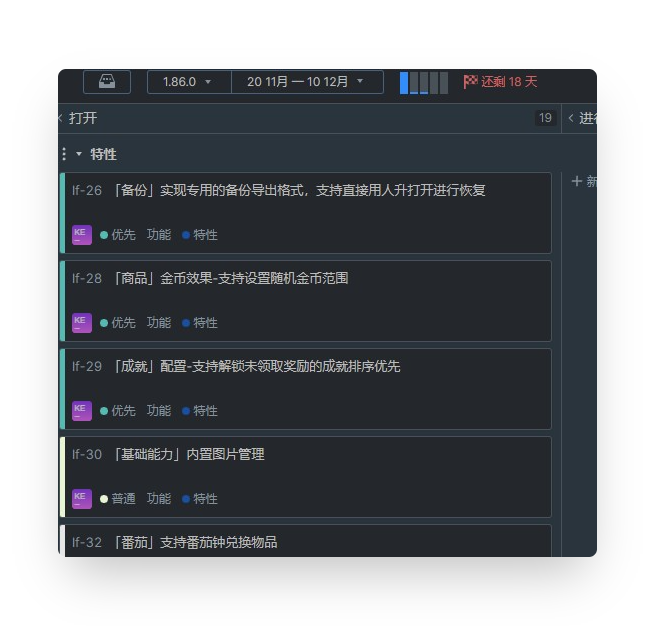 1.86.0
20 11月 — 10 12月
还剩 18 天
打开
19
特性
lf-26 「备份」实现专用的备份导出格式，支持直接用人升打开进行恢复
KE 优先 功能 特性
lf-28 「商品」金币效果-支持设置随机金币范围
KE 优先 功能 特性
lf-29 「成就」配置-支持解锁未领取奖励的成就排序优先
KE 优先 功能 特性
lf-30 「基础能力」内置图片管理
KE 普通 功能 特性
lf-32 「番茄」支持番茄钟兑换物品